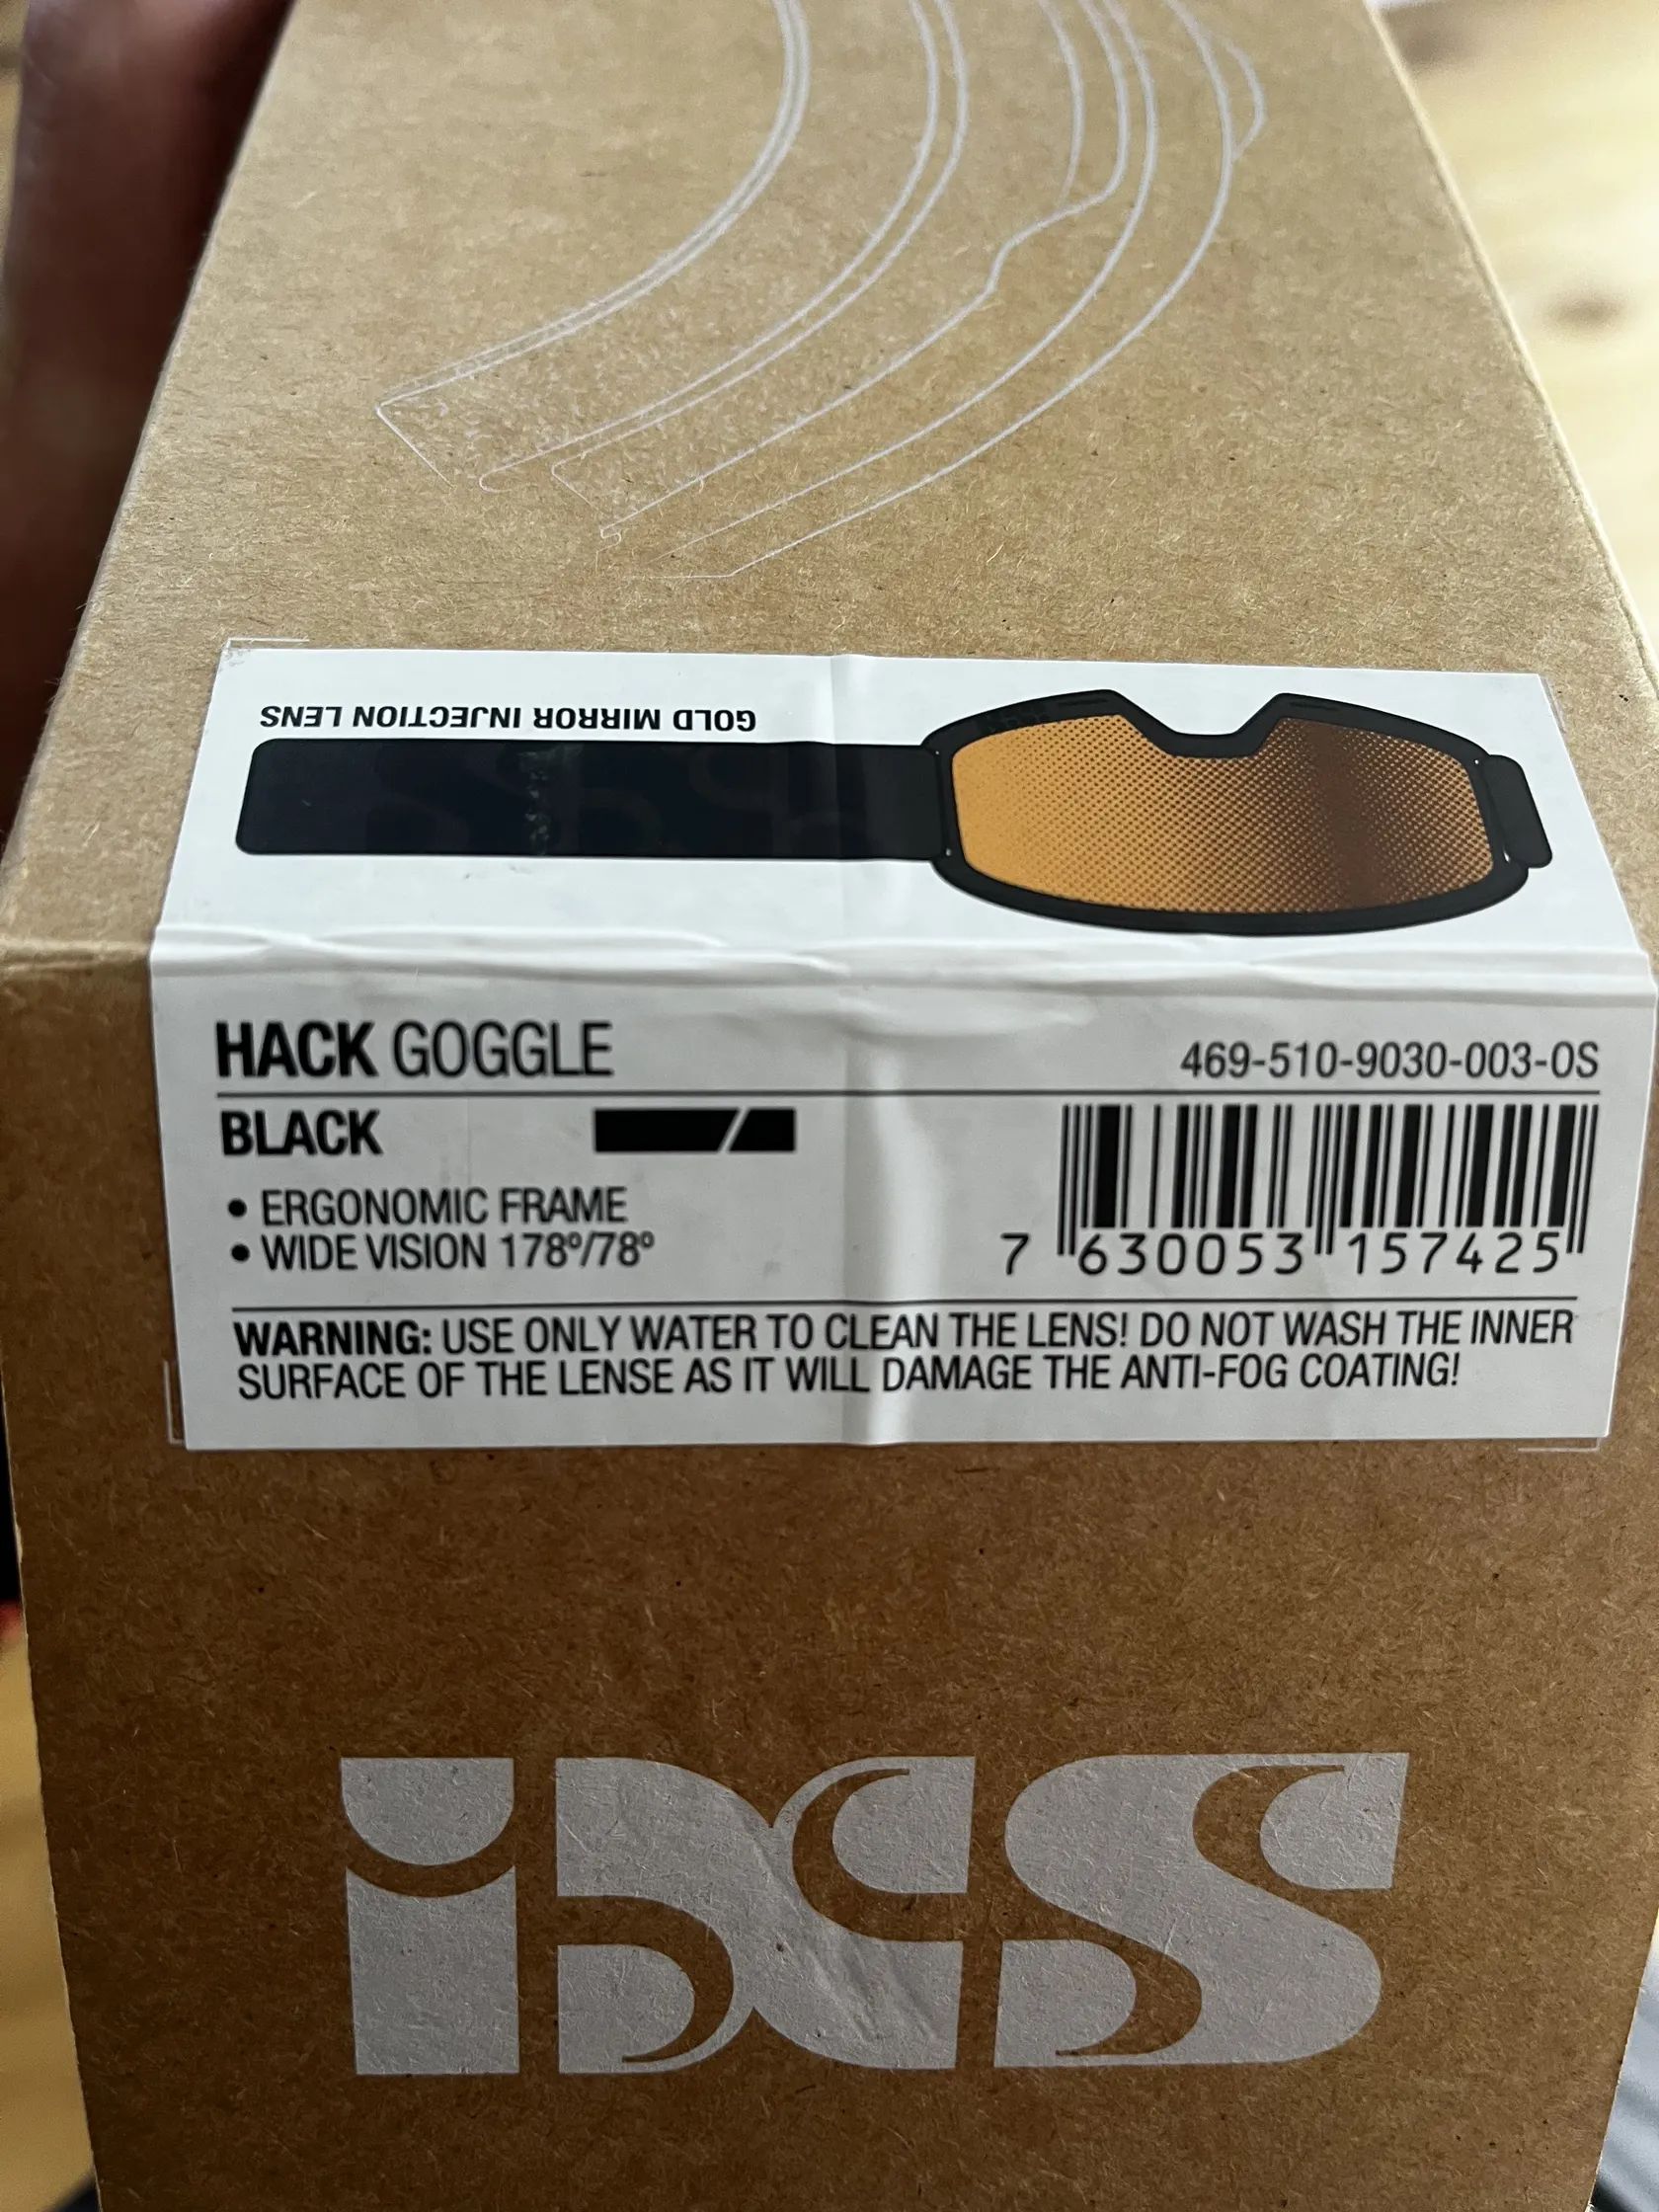 GOLD MIRROR INJECTION LENS
HACK GOGGLE
469-510-9030-003-OS
BLACK
• ERGONOMIC FRAME
• WIDE VISION 178º/78º
7 630053 157425
WARNING: USE ONLY WATER TO CLEAN THE LENS! DO NOT WASH THE INNER
SURFACE OF THE LENSE AS IT WILL DAMAGE THE ANTI-FOG COATING!
iXS